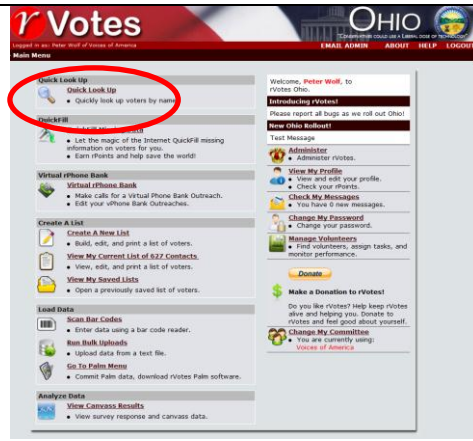 rVotes
OHIO
"CONSERVATIVES COULD USE A LIBERAL DOSE OF TECHNOLOGY"
Logged in as: Peter Wolf of Voices of America
EMAIL ADMIN ABOUT HELP LOGOUT
Main Menu
Quick Look Up
Quick Look Up
Quickly look up voters by name
QuickFill
Let the magic of the Internet QuickFill missing
information on voters for you.
Earn rPoints and help save the world!
Virtual rPhone Bank
Virtual rPhone Bank
Make calls for a Virtual Phone Bank Outreach.
Edit your vPhone Bank Outreaches.
Create A List
Create A New List
Build, edit, and print a list of voters.
View My Current List of 627 Contacts
View, edit, and print a list of voters.
View My Saved Lists
Open a previously saved list of voters.
Load Data
Scan Bar Codes
Enter data using a bar code reader.
Run Bulk Uploads
Upload data from a text file.
Go To Palm Menu
Commit Palm data, download rVotes Palm software.
Analyze Data
View Canvass Results
View survey response and canvass data.
Welcome, Peter Wolf, to
rVotes Ohio.
Introducing rVotes!
Please report all bugs as we roll out Ohio!
New Ohio Rollout!
Test Message
Administer
Administer rVotes.
View My Profile
View and edit your profile.
Check your rPoints.
Check My Messages
You have 0 new messages.
Change My Password
Change your password.
Manage Volunteers
Find volunteers, assign tasks, and
monitor performance.
Donate
Make a Donation to rVotes!
Do you like rVotes? Help keep rVotes
alive and helping you. Donate to
rVotes and feel good about yourself.
Change My Committee
You are currently using:
Voices of America